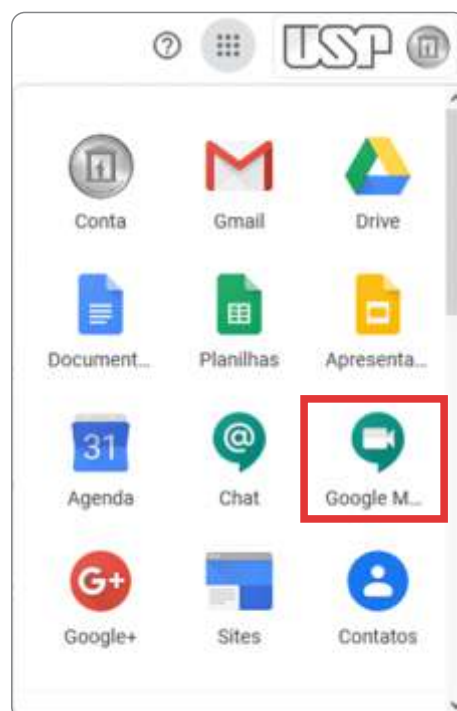 USP
Conta Gmail Drive
Document... Planilhas Apresenta...
31
Agenda Chat Google M...
G+
Google+ Sites Contatos